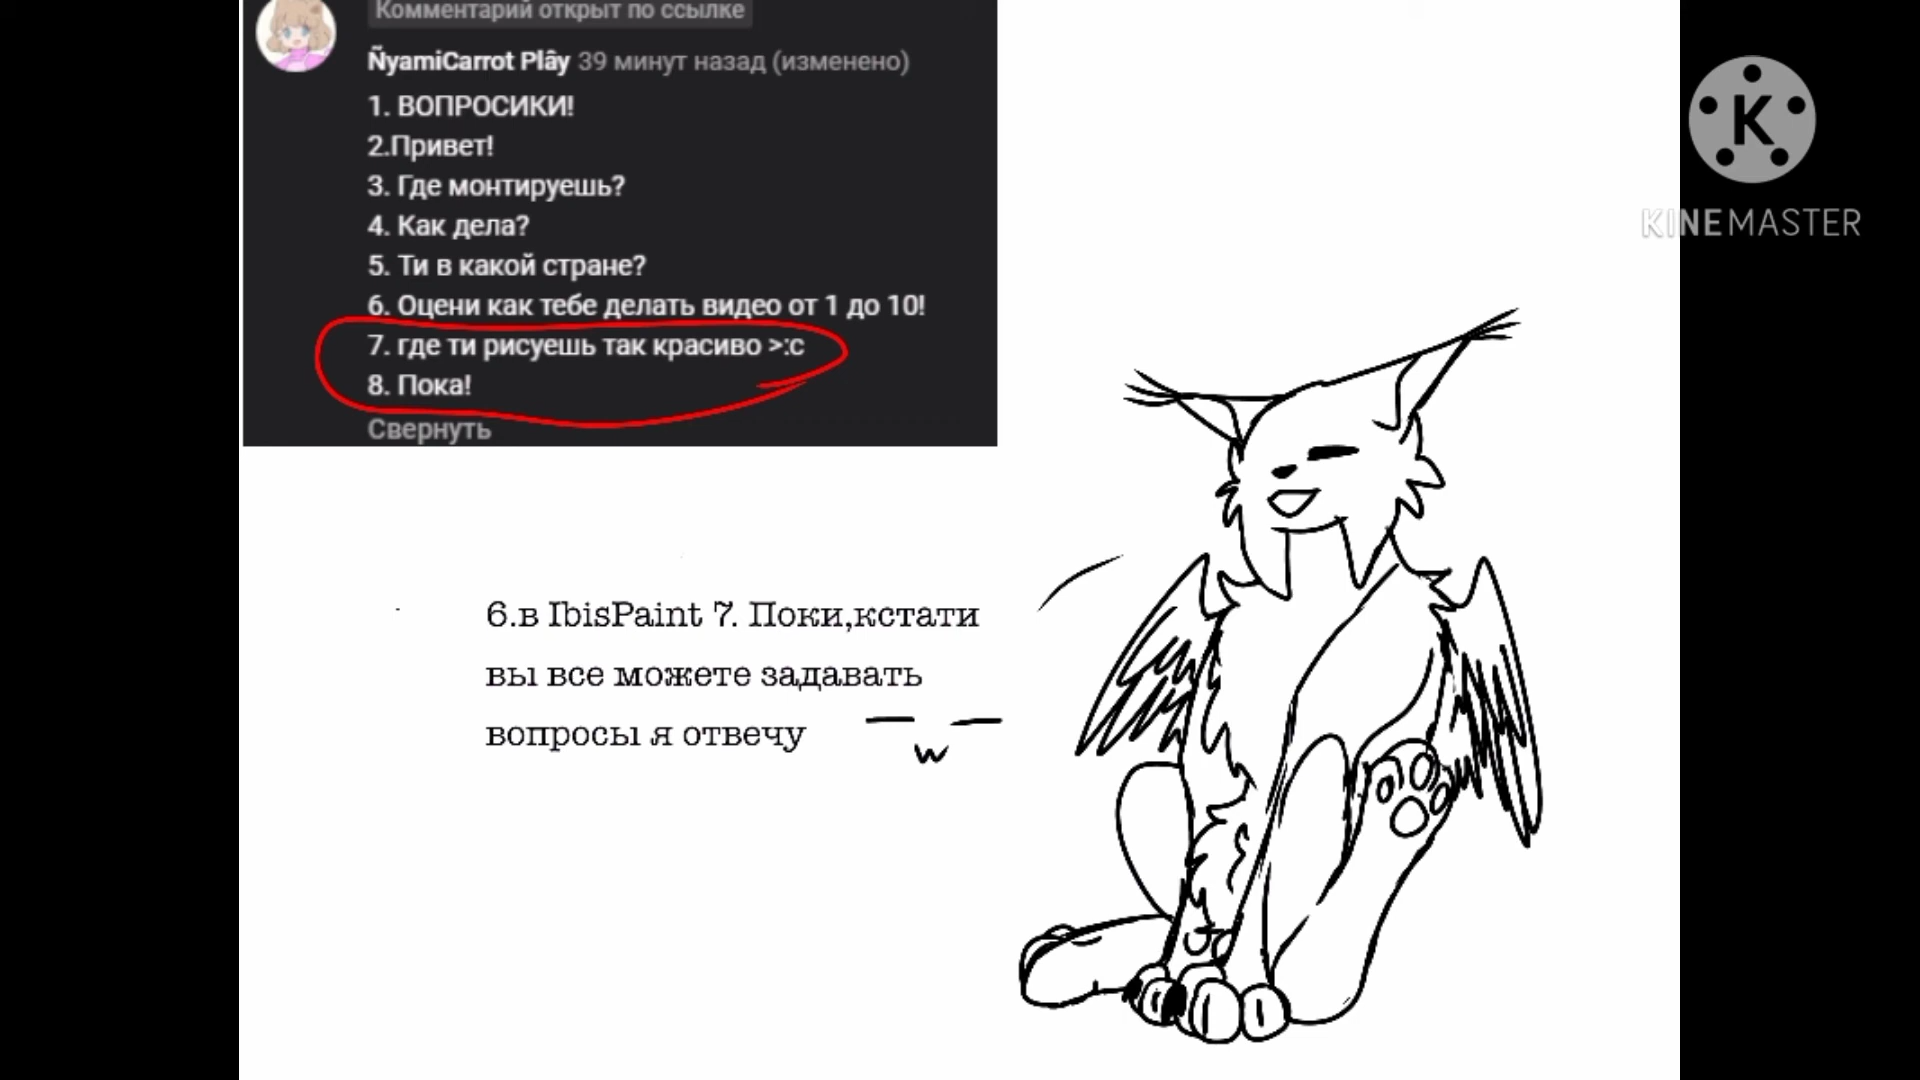 Комментарий открыт по ссылке
ÑyamiCarrot Plây 39 минут назад (изменено)
1. ВОПРОСИКИ!
2.Привет!
3. Где монтируешь?
4. Как дела?
5. Ти в какой стране?
6. Оцени как тебе делать видео от 1 до 10!
7. где ти рисуешь так красиво >:с
8. Пока!
Свернуть
K
KINEMASTER
6.в IbisPaint 7. Поки,кстати
вы все можете задавать
вопросы я отвечу
w